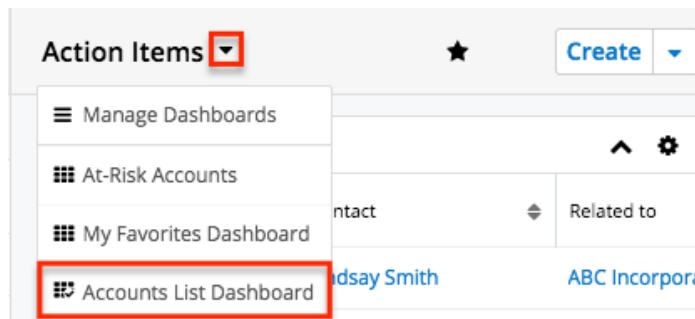 Action Items
Create
Manage Dashboards
At-Risk Accounts
ntact
Related to
My Favorites Dashboard
Accounts List Dashboard
dsay Smith
ABC Incorpora